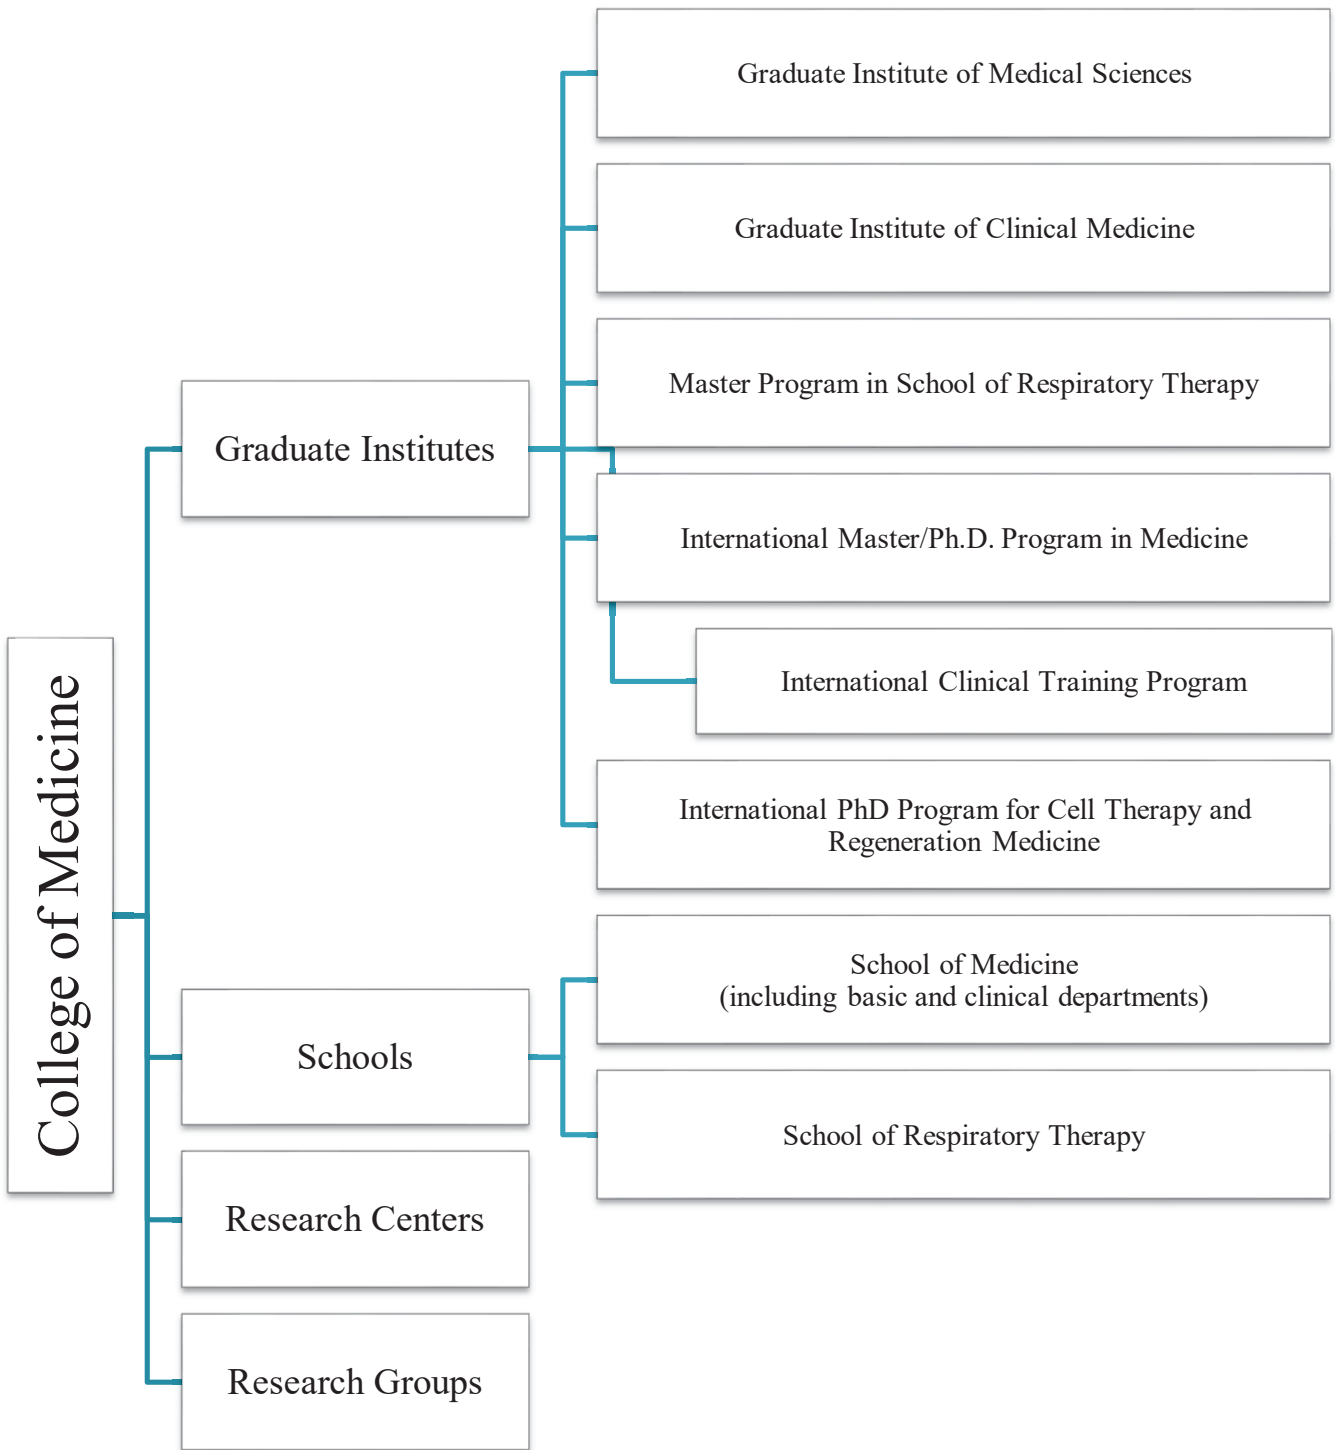 College of Medicine
Graduate Institutes
Graduate Institute of Medical Sciences
Graduate Institute of Clinical Medicine
Master Program in School of Respiratory Therapy
International Master/Ph.D. Program in Medicine
International Clinical Training Program
International PhD Program for Cell Therapy and
Regeneration Medicine
Schools
School of Medicine
(including basic and clinical departments)
School of Respiratory Therapy
Research Centers
Research Groups